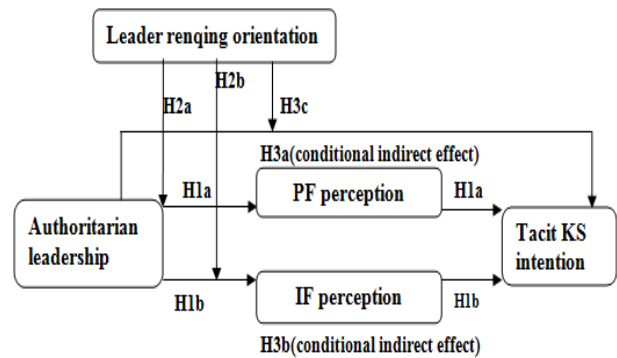 Leader renqing orientation
H2b
H2a
H3c
H3a(conditional indirect effect)
H1a
PF perception
H1a
Authoritarian
leadership
Tacit KS
intention
H1b
IF perception
H1b
H3b(conditional indirect effect)